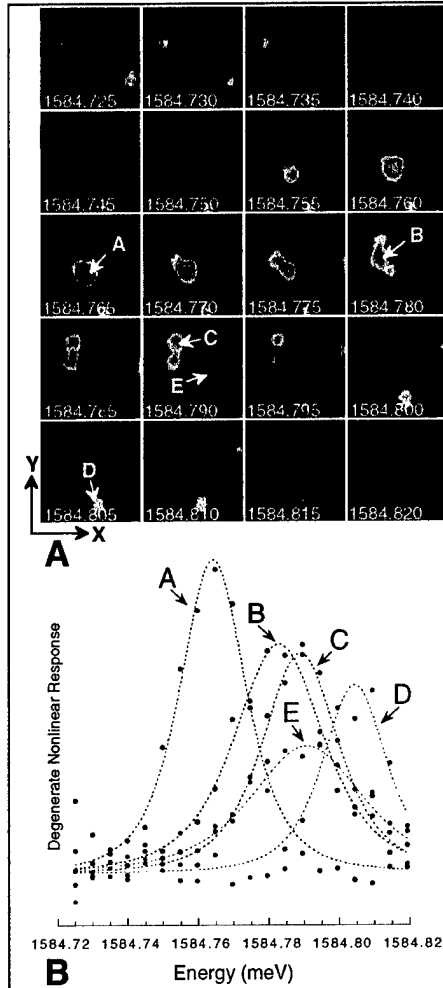 1584.725 1584.730 1584.735 1584.740
1584.745 1584.750 1584.755 1584.760
A
B
1584.765 1584.770 1584.775 1584.780
C
E
1584.785 1584.790 1584.795 1584.800
Y
D
1584.805 1584.810 1584.815 1584.820
X
A
A
B
C
E
D
Degenerate Nonlinear Response
1584.72 1584.74 1584.76 1584.78 1584.80 1584.82
B
Energy (meV)